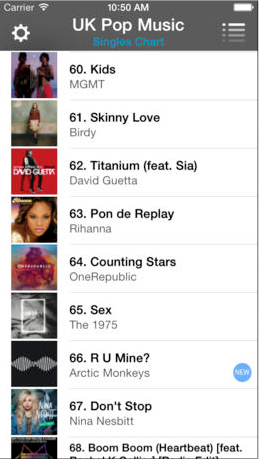 Carrier 10:50 AM
UK Pop Music
Singles Chart
60. Kids
MGMT
61. Skinny Love
Birdy
62. Titanium (feat. Sia)
David Guetta
DAVID GUETTA
63. Pon de Replay
Rihanna
Rihanna
64. Counting Stars
OneRepublic
65. Sex
The 1975
66. R U Mine?
Arctic Monkeys
NEW
67. Don't Stop
Nina Nesbitt
68. Boom Boom (Heartbeat) [feat.